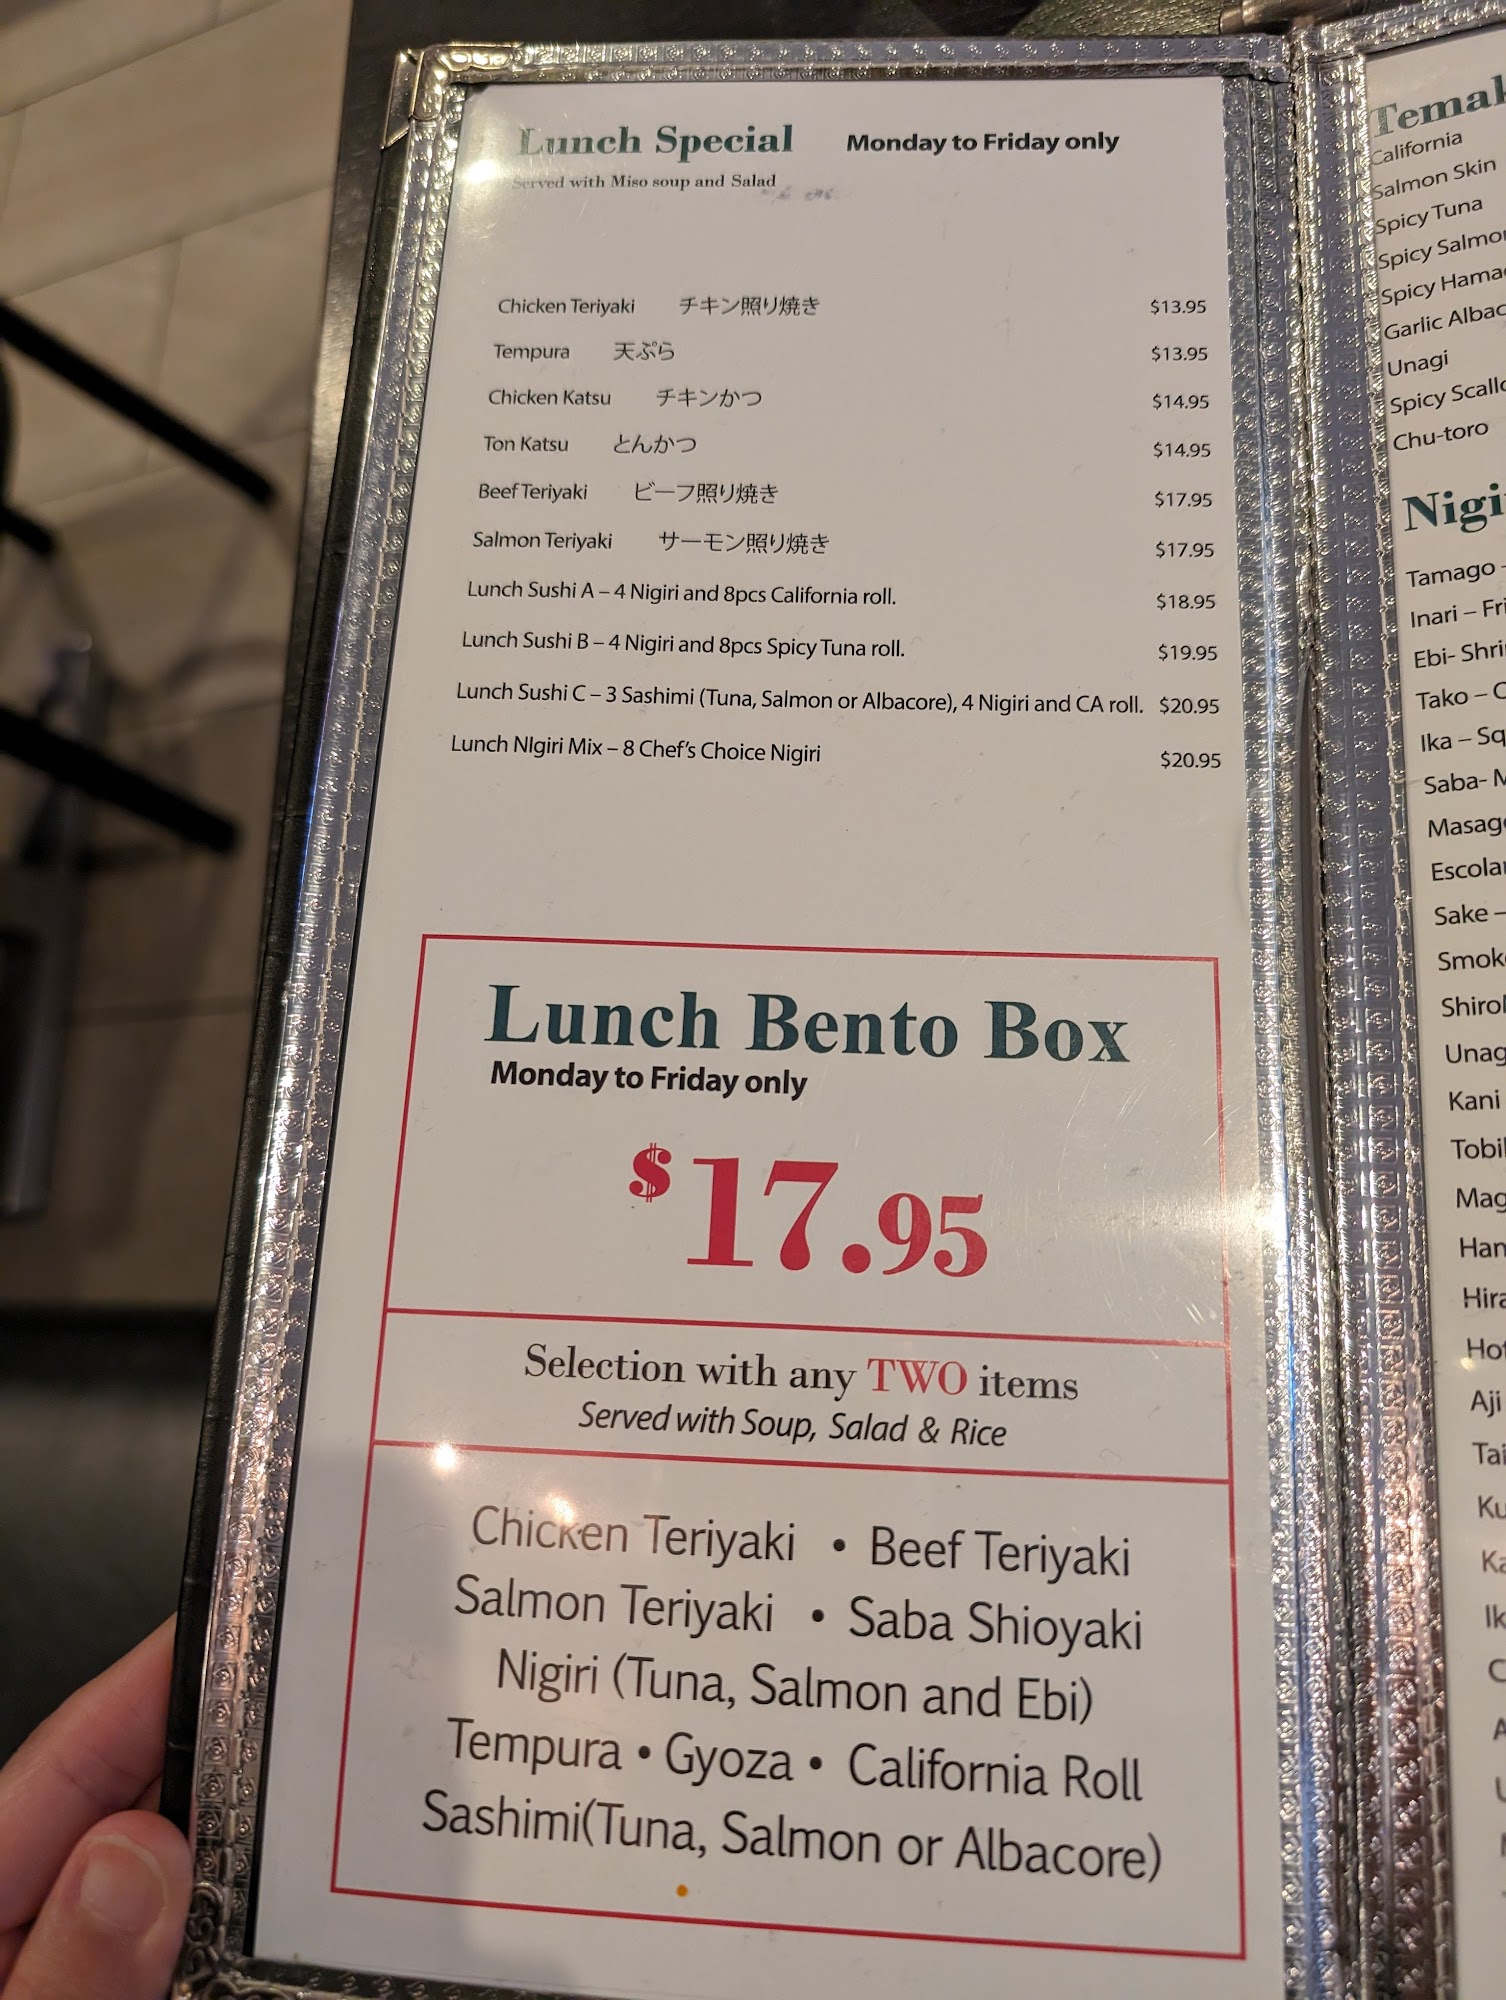 Lunch Special Monday to Friday only
Served with Miso soup and Salad
Chicken Teriyaki チキン照り焼き $13.95
Tempura 天ぷら $13.95
Chicken Katsu チキンかつ $14.95
Ton Katsu とんかつ $14.95
Beef Teriyaki ビーフ照り焼き $17.95
Salmon Teriyaki サーモン照り焼き $17.95
Lunch Sushi A – 4 Nigiri and 8pcs California roll. $18.95
Lunch Sushi B – 4 Nigiri and 8pcs Spicy Tuna roll. $19.95
Lunch Sushi C – 3 Sashimi (Tuna, Salmon or Albacore), 4 Nigiri and CA roll. $20.95
Lunch NIgiri Mix – 8 Chef's Choice Nigiri $20.95
Lunch Bento Box
Monday to Friday only
$17.95
Selection with any TWO items
Served with Soup, Salad & Rice
Chicken Teriyaki • Beef Teriyaki
Salmon Teriyaki • Saba Shioyaki
Nigiri (Tuna, Salmon and Ebi)
Tempura • Gyoza • California Roll
Sashimi(Tuna, Salmon or Albacore)
California
Salmon Skin
Spicy Tuna
Spicy
Spicy
Garlic
Unagi
Spicy
Chu-toro
Tamago
Inari –
Ebi-
Tako –
Ika –
Saba-
Sake –
Kani
Aji